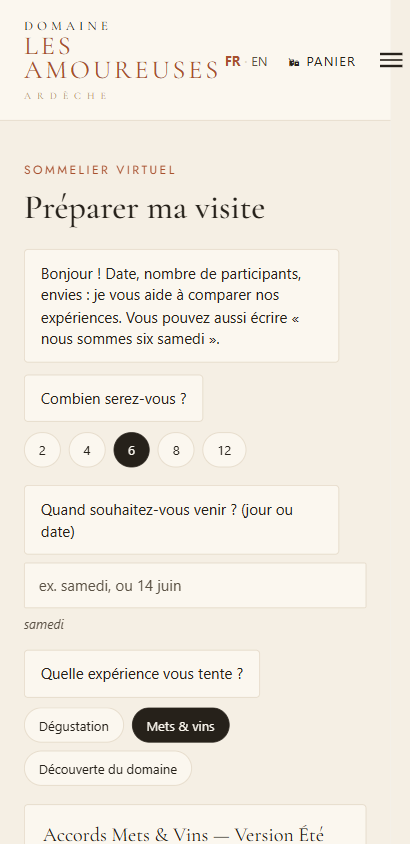 DOMAINE
LES
AMOUREUSES
ARDÈCHE
FR · EN
PANIER
SOMMELIER VIRTUEL
Préparer ma visite
Bonjour ! Date, nombre de participants,
envies : je vous aide à comparer nos
expériences. Vous pouvez aussi écrire «
nous sommes six samedi ».
Combien serez-vous ?
2 4 6 8 12
Quand souhaitez-vous venir ? (jour ou
date)
ex. samedi, ou 14 juin
samedi
Quelle expérience vous tente ?
Dégustation Mets & vins
Découverte du domaine
Accords Mets & Vins — Version Été